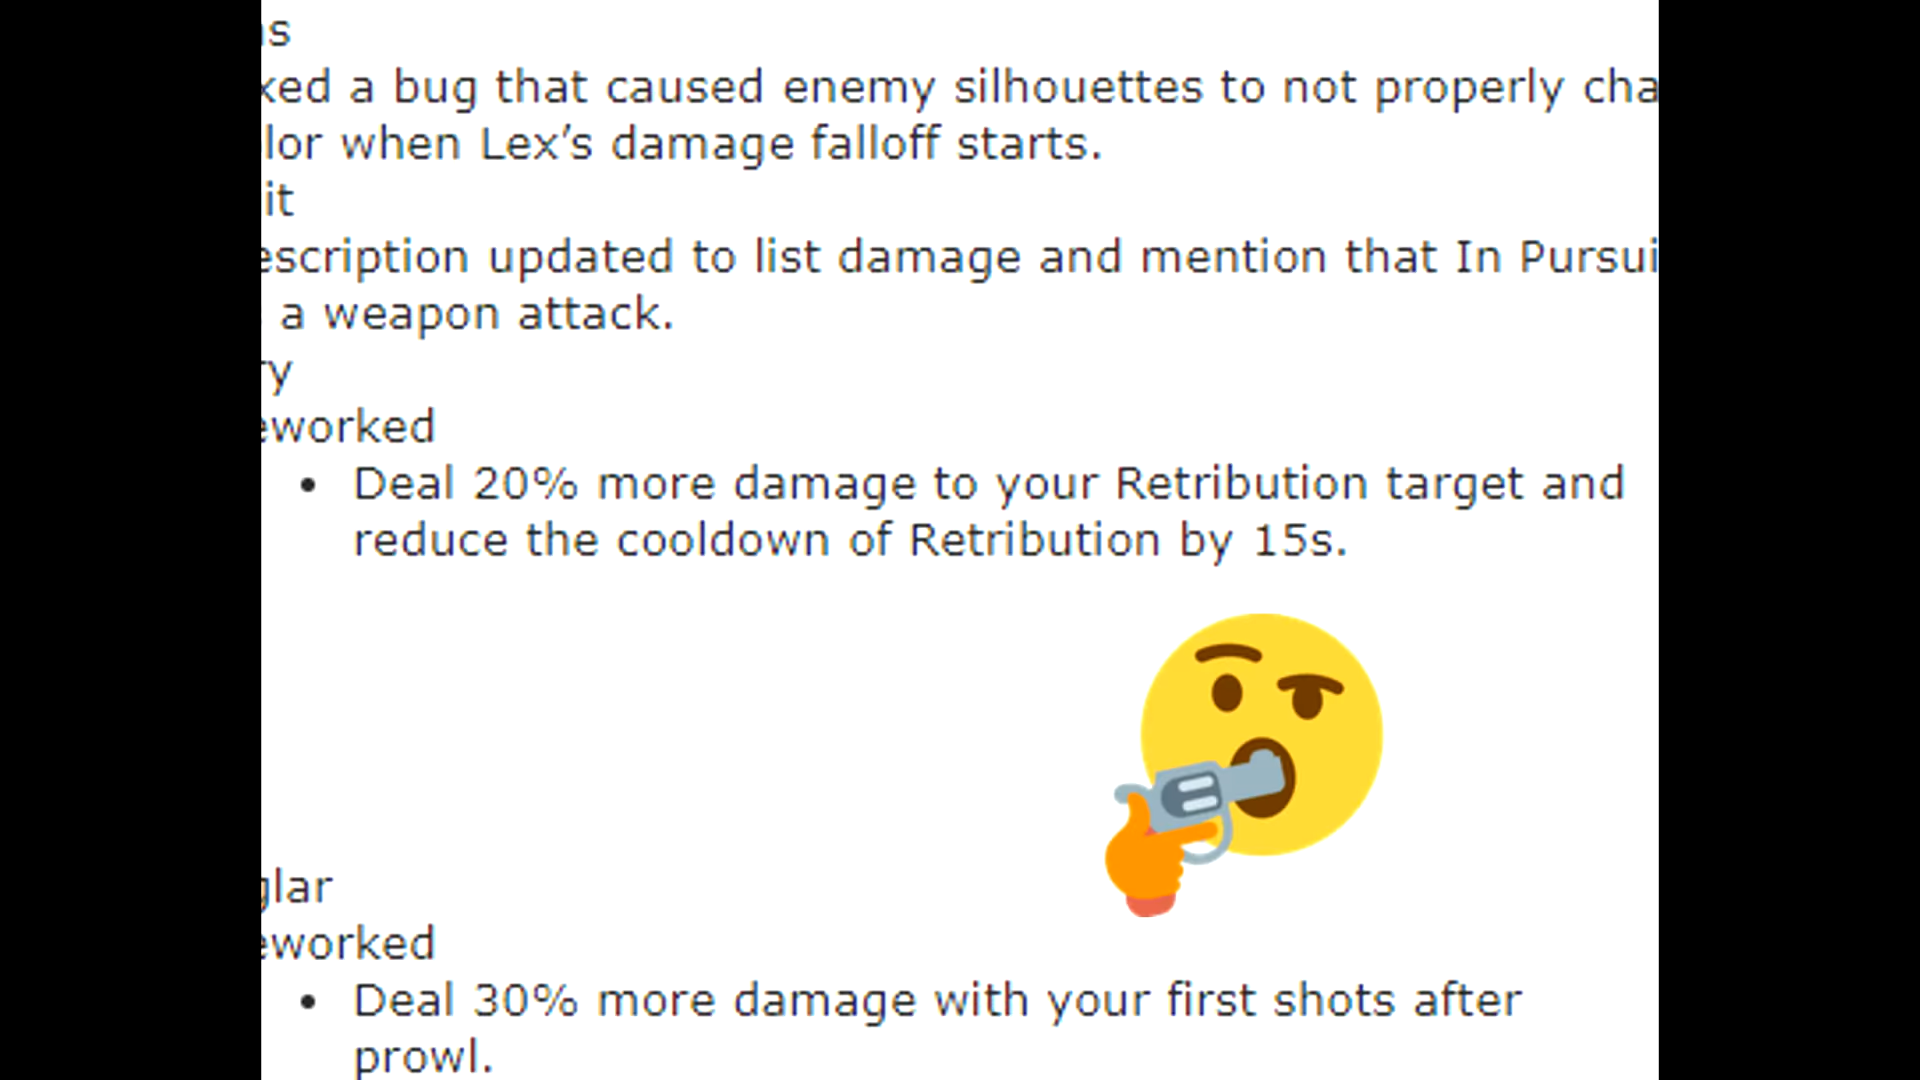 s
ked a bug that caused enemy silhouettes to not properly cha
lor when Lex’s damage falloff starts.
it
escription updated to list damage and mention that In Pursui
a weapon attack.
ry
eworked
• Deal 20% more damage to your Retribution target and
reduce the cooldown of Retribution by 15s.
glar
eworked
• Deal 30% more damage with your first shots after
prowl.